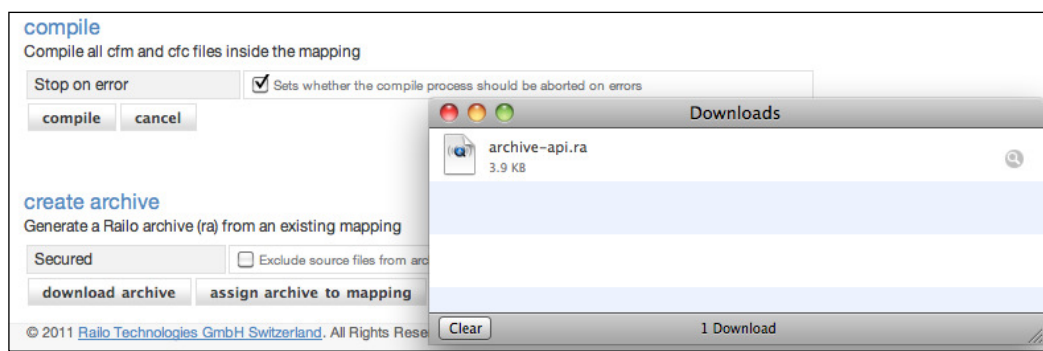 compile
Compile all cfm and cfc files inside the mapping
Stop on error
Sets whether the compile process should be aborted on errors
compile cancel
Downloads
archive-api.ra
3.9 KB
create archive
Generate a Railo archive (ra) from an existing mapping
Secured
Exclude source files from arc
download archive assign archive to mapping
© 2011 Railo Technologies GmbH Switzerland. All Rights Rese
Clear
1 Download